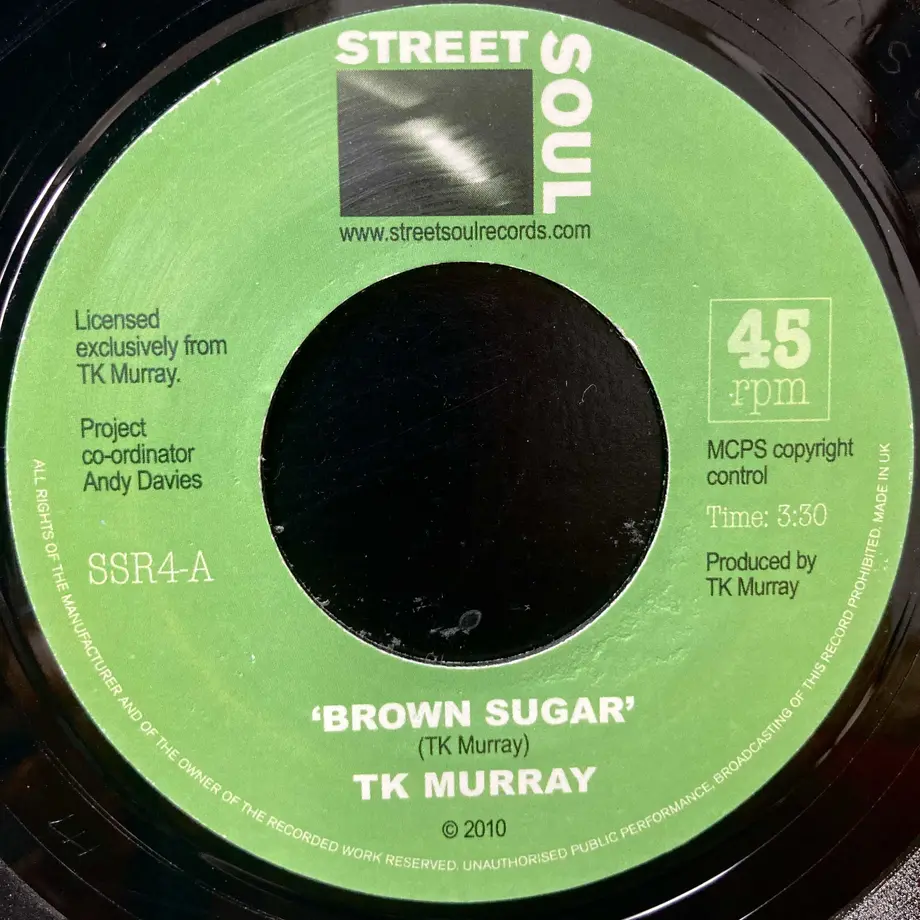 STREET
SOUL
www.streetsoulrecords.com
Licensed
exclusively from
TK Murray.
Project
co-ordinator
Andy Davies
SSR4-A
45
rpm
MCPS copyright
control
Time: 3:30
Produced by
TK Murray
‘BROWN SUGAR’
(TK Murray)
TK MURRAY
© 2010
ALL RIGHTS OF THE MANUFACTURER AND OF THE OWNER OF THE RECORDED WORK RESERVED. UNAUTHORISED PUBLIC PERFORMANCE, BROADCASTING OF THIS RECORD PROHIBITED. MADE IN UK